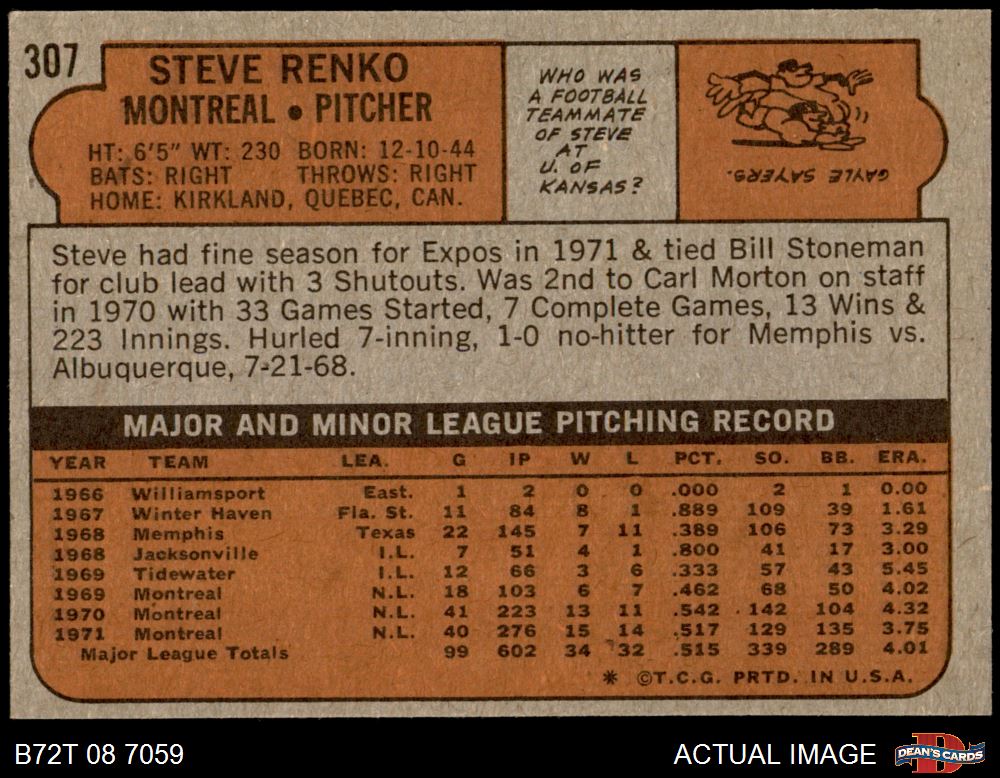 307
STEVE RENKO
MONTREAL • PITCHER
HT: 6'5" WT: 230 BORN: 12-10-44
BATS: RIGHT THROWS: RIGHT
HOME: KIRKLAND, QUEBEC, CAN.
WHO WAS
A FOOTBALL
TEAMMATE
OF STEVE
AT
U. OF
KANSAS?
GAYLE SAYERS.
Steve had fine season for Expos in 1971 & tied Bill Stoneman
for club lead with 3 Shutouts. Was 2nd to Carl Morton on staff
in 1970 with 33 Games Started, 7 Complete Games, 13 Wins &
223 Innings. Hurled 7-inning, 1-0 no-hitter for Memphis vs.
Albuquerque, 7-21-68.
MAJOR AND MINOR LEAGUE PITCHING RECORD
YEAR TEAM LEA. G IP W L PCT. SO. BB. ERA.
1966 Williamsport East. 1 2 0 0 .000 2 1 0.00
1967 Winter Haven Fla. St. 11 84 8 1 .889 109 39 1.61
1968 Memphis Texas 22 145 7 11 .389 106 73 3.29
1968 Jacksonville I.L. 7 51 4 1 .800 41 17 3.00
1969 Tidewater I.L. 12 66 3 6 .333 57 43 5.45
1969 Montreal N.L. 18 103 6 7 .462 68 50 4.02
1970 Montreal N.L. 41 223 13 11 .542 142 104 4.32
1971 Montreal N.L. 40 276 15 14 .517 129 135 3.75
Major League Totals 99 602 34 32 .515 339 289 4.01
* ©T.C.G. PRTD. IN U.S.A.
B72T 08 7059 ACTUAL IMAGE
D
DEAN'S CARDS